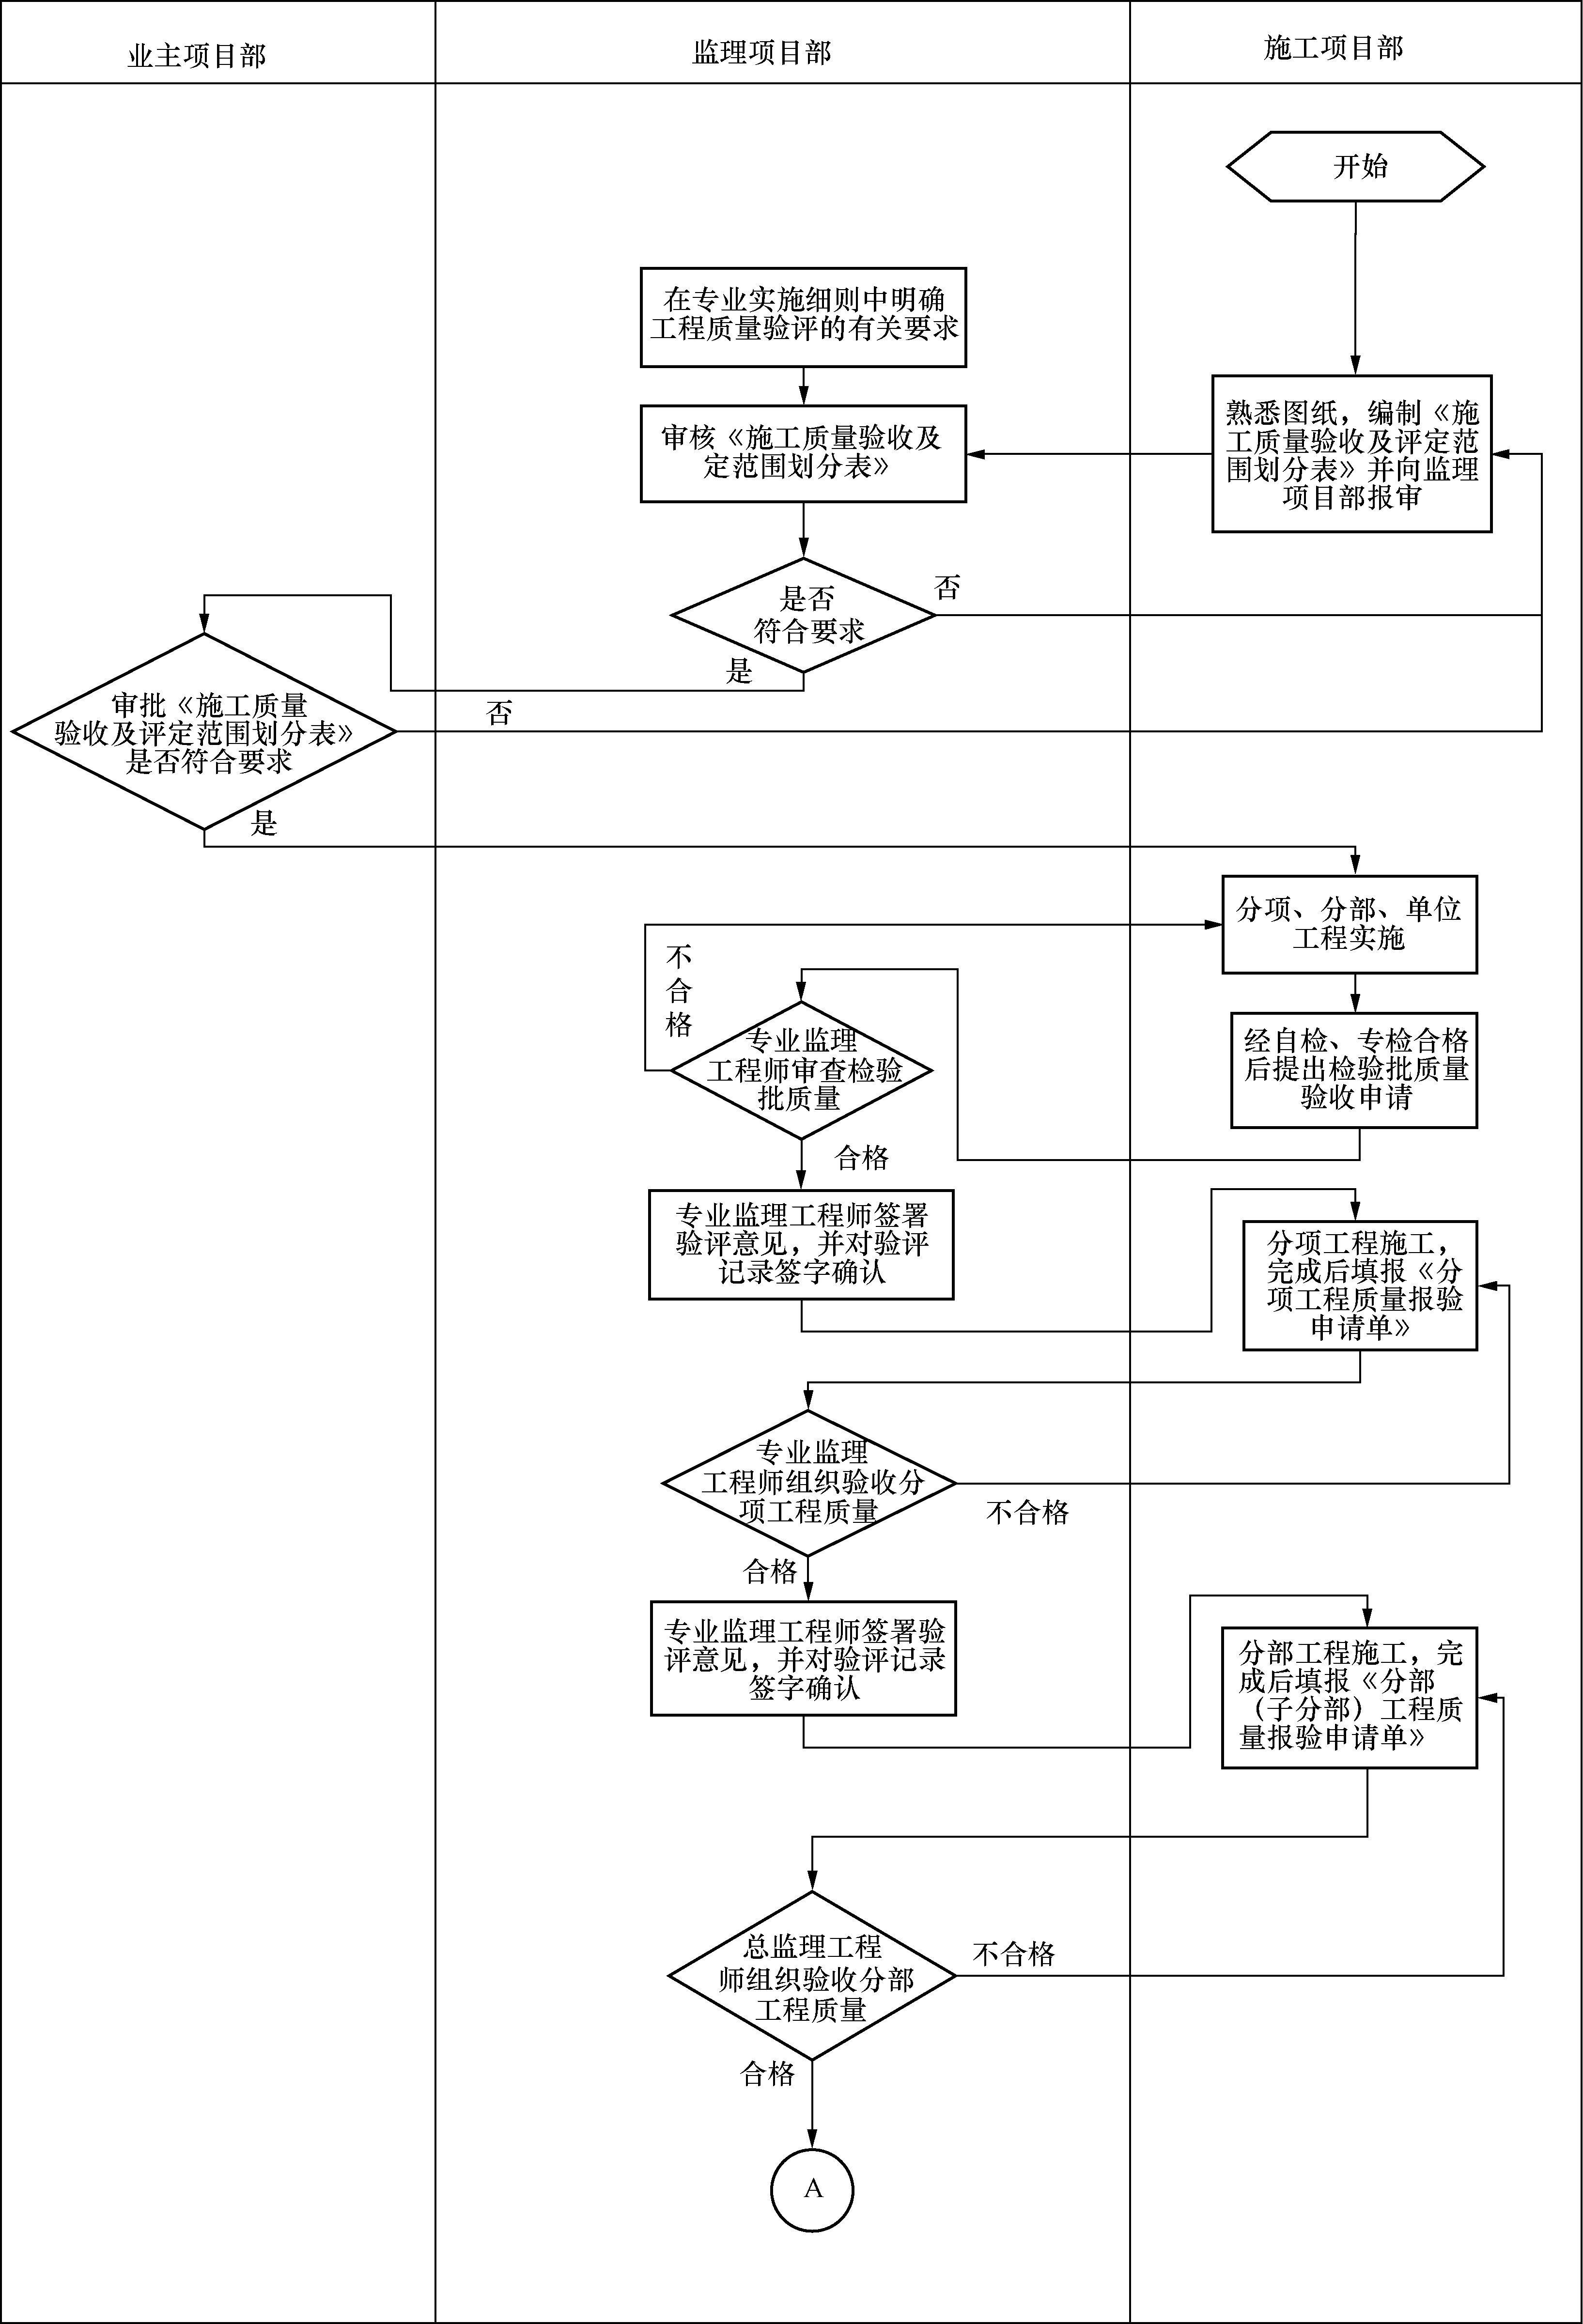 业主项目部
监理项目部
施工项目部
开始
在专业实施细则中明确
工程质量验评的有关要求
熟悉图纸，编制《施
工质量验收及评定范
围划分表》并向监理
项目部报审
审核《施工质量验收及
定范围划分表》
是否
符合要求
否
是
审批《施工质量
验收及评定范围划分表》
是否符合要求
否
是
分项、分部、单位
工程实施
不
合
格
经自检、专检合格
后提出检验批质量
验收申请
专业监理
工程师审查检验
批质量
合格
专业监理工程师签署
验评意见，并对验评
记录签字确认
分项工程施工，
完成后填报《分
项工程质量报验
申请单》
专业监理
工程师组织验收分
项工程质量
不合格
合格
专业监理工程师签署验
评意见，并对验评记录
签字确认
分部工程施工，完
成后填报《分部
（子分部）工程质
量报验申请单》
总监理工程
师组织验收分部
工程质量
不合格
合格
A